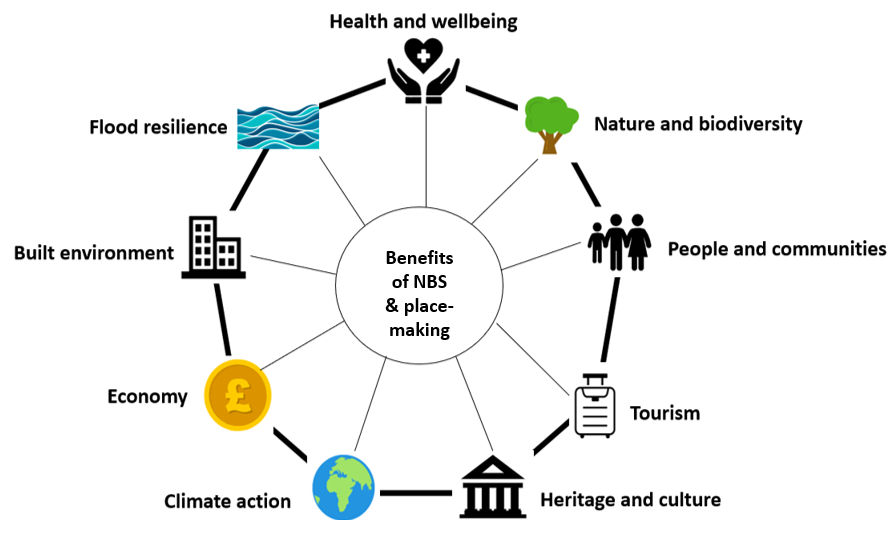 Health and wellbeing
Flood resilience
Nature and biodiversity
Built environment
People and communities
Benefits
of NBS
& place-
making
Economy
£
Tourism
Climate action
Heritage and culture